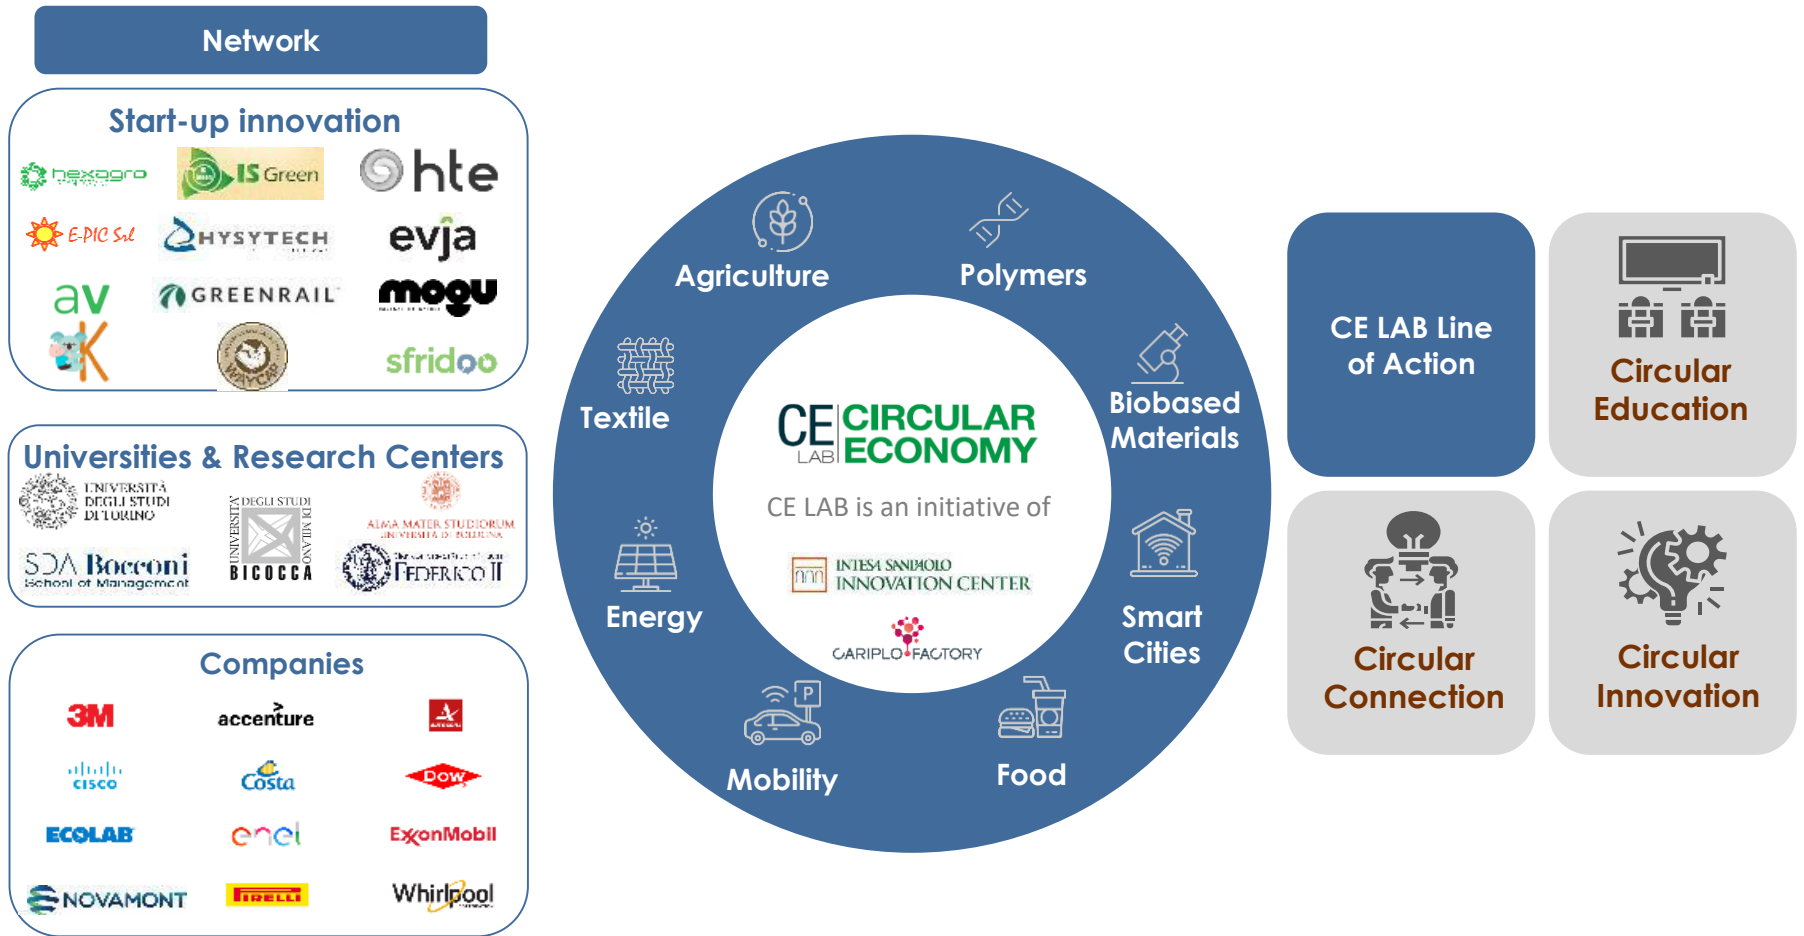 Network
Start-up innovation
hexagro
IS Green
hte
E-PIC Srl
HYSYTECH
evja
av
GREENRAIL
mogu
K
WAYCAP
sfridoo
Universities & Research Centers
UNIVERSITÀ
DEGLI STUDI
DI TORINO
UNIVERSITÀ
DEGLI STUDI
DI MILANO
BICOCCA
ALMA MATER STUDIORUM
UNIVERSITÀ DI BOLOGNA
SDA Bocconi
School of Management
FEDERICO II
Companies
3M
accenture
CISCO
Costa
DOW
ECOLAB
enel
ExxonMobil
NOVAMONT
PIRELLI
Whirlpool
Agriculture
Polymers
Textile
Biobased
Materials
Energy
Smart
Cities
Mobility
P
Food
CE
LAB
CIRCULAR
ECONOMY
CE LAB is an initiative of
INTESA SANPAOLO
INNOVATION CENTER
CARIPLO FACTORY
CE LAB Line
of Action
Circular
Education
Circular
Connection
Circular
Innovation